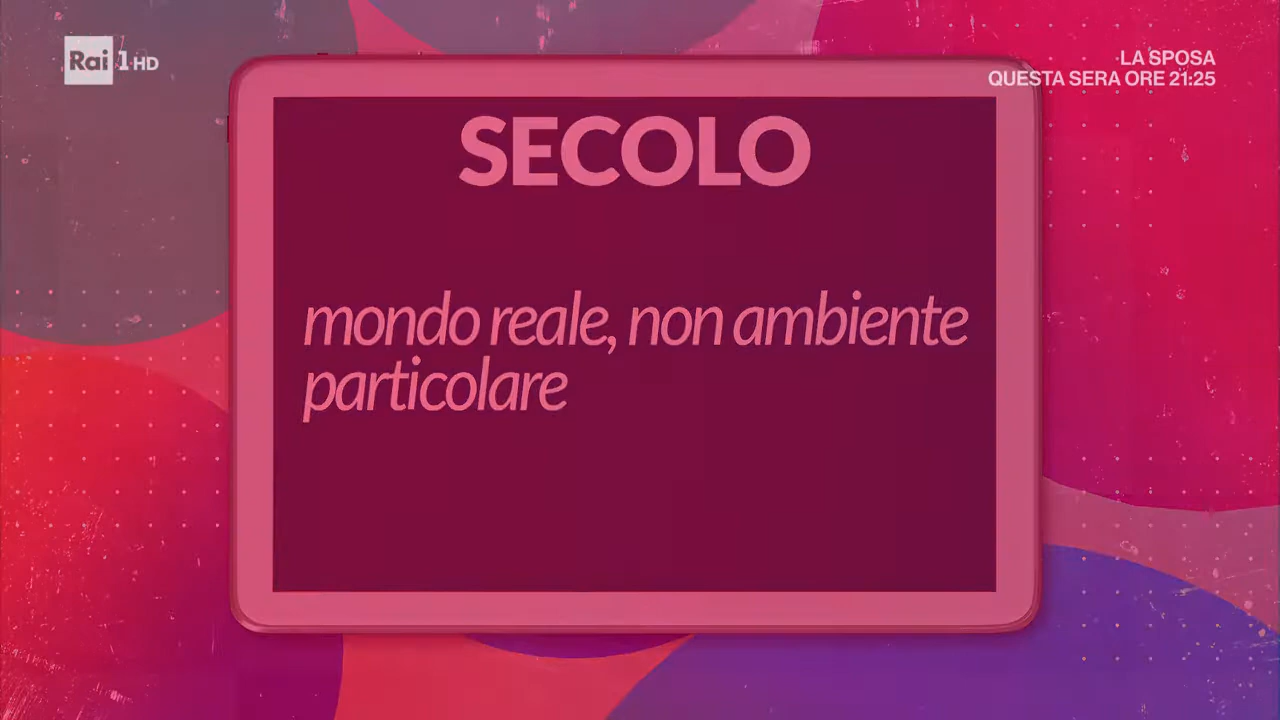 Rai 1 HD
LA SPOSA
QUESTA SERA ORE 21:25
SECOLO
mondo reale, non ambiente
particolare